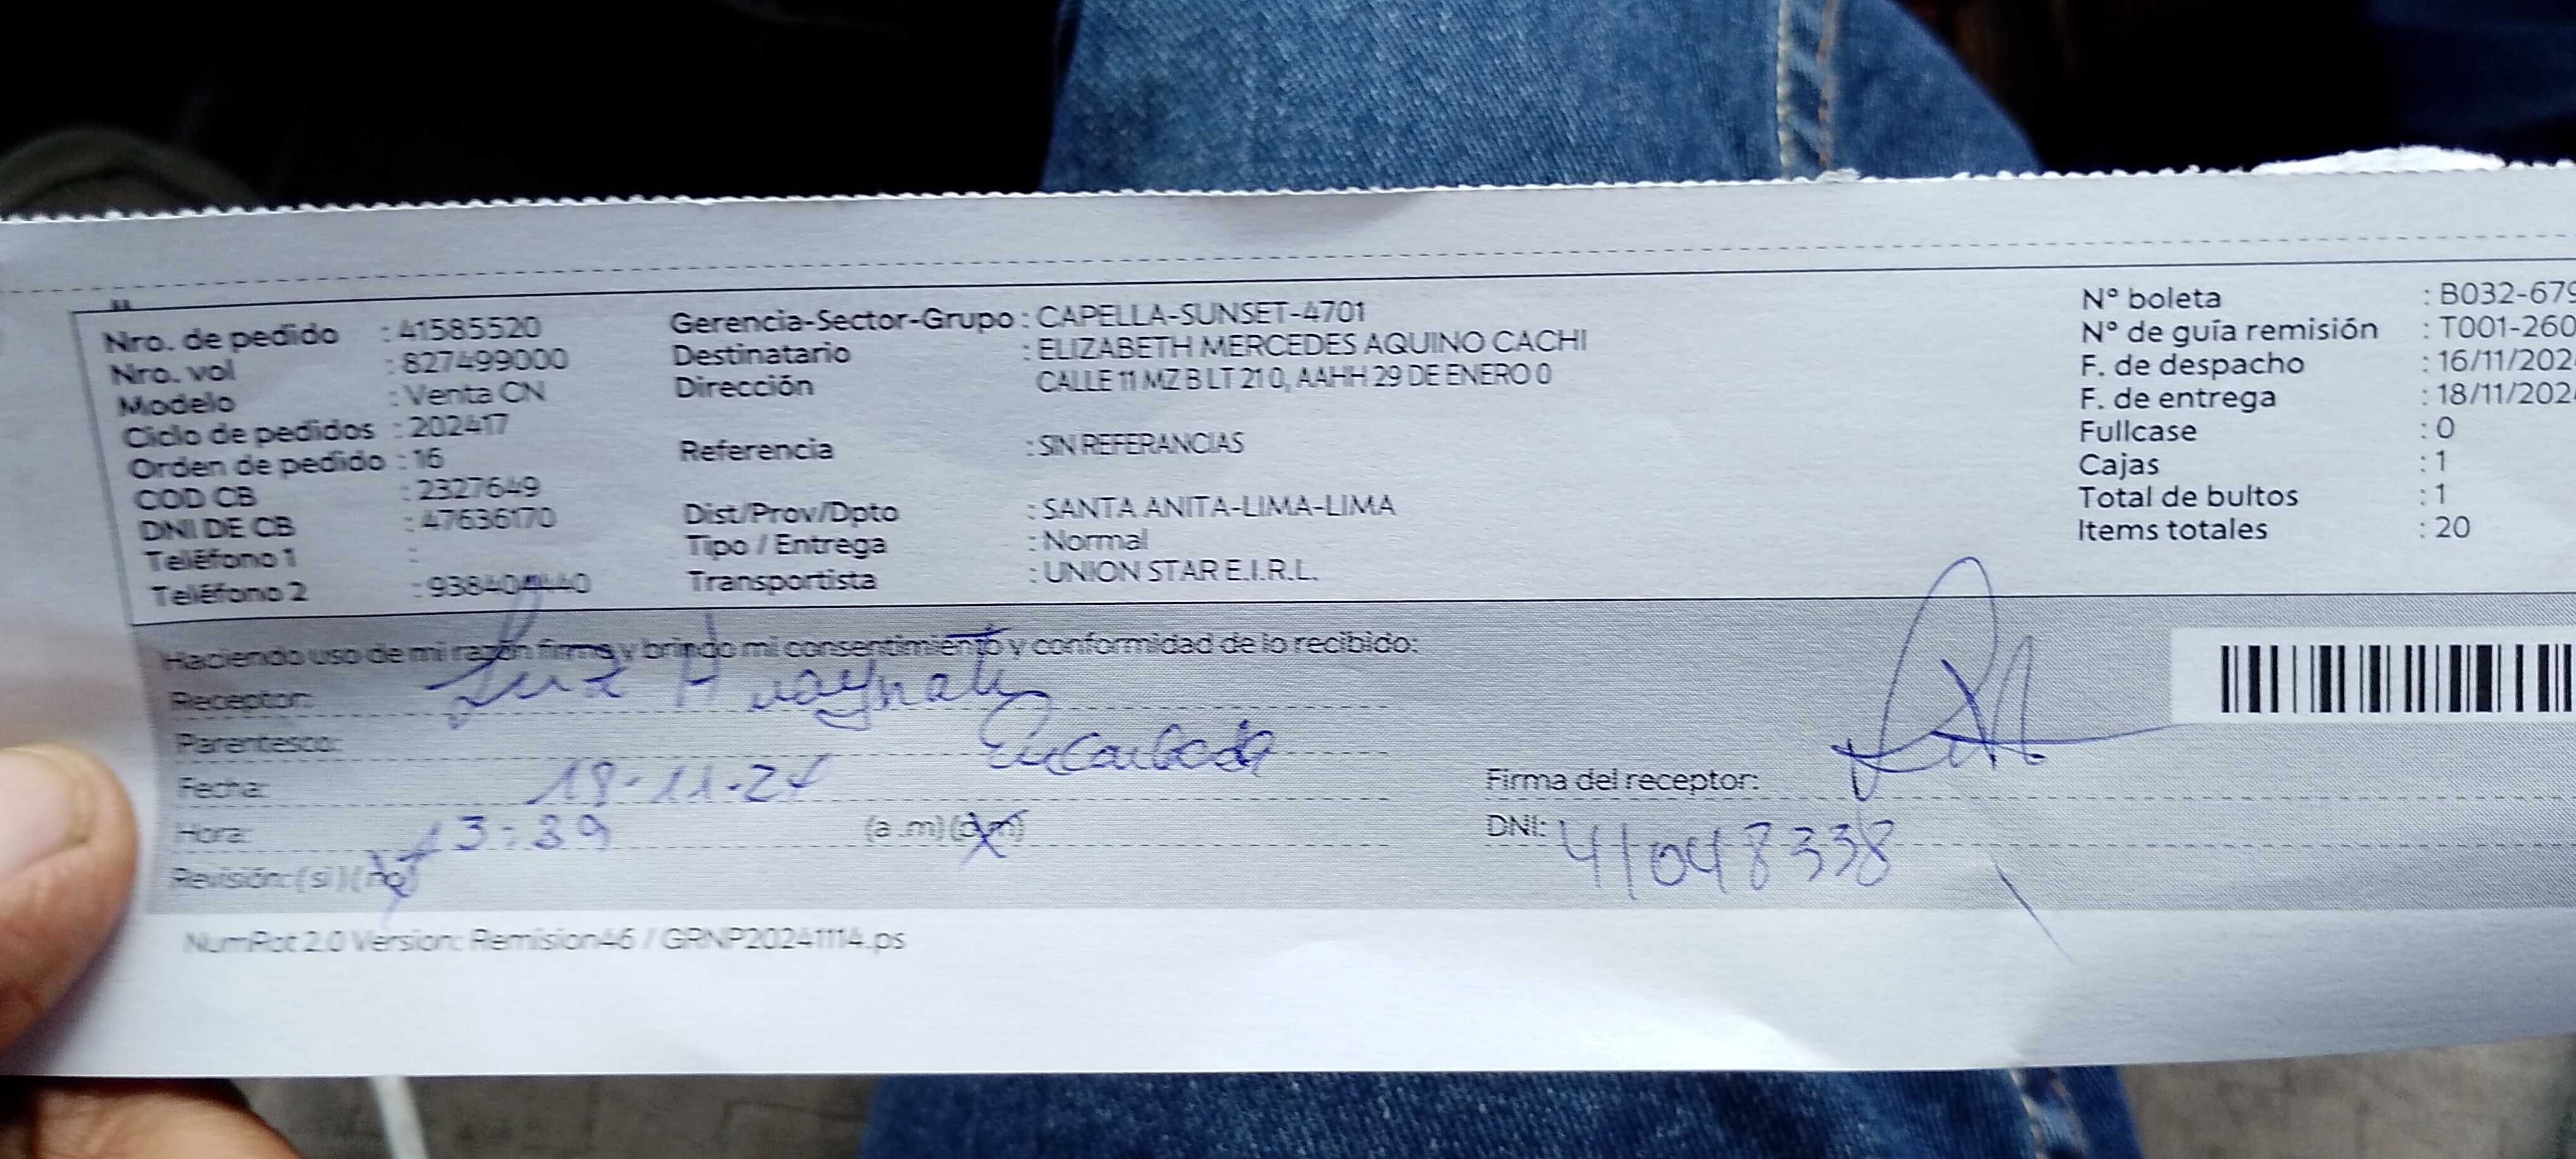 Nro. de pedido : 41585520
Nro. vol : 827499000
Modelo : Venta CN
Ciclo de pedidos : 202417
Orden de pedido : 16
COD CB : 2327649
DNI DE CB : 47636170
Teléfono 1 :
Teléfono 2 : 938404440
Gerencia-Sector-Grupo : CAPELLA-SUNSET-4701
Destinatario : ELIZABETH MERCEDES AQUINO CACHI
Dirección CALLE 11 MZ B LT 21 0, AAHH 29 DE ENERO 0
Referencia : SIN REFERANCIAS
Dist/Prov/Dpto : SANTA ANITA-LIMA-LIMA
Tipo / Entrega : Normal
Transportista : UNION STAR E.I.R.L.
N° boleta : B032-679
N° de guía remisión : T001-260
F. de despacho : 16/11/202
F. de entrega : 18/11/202
Fullcase : 0
Cajas : 1
Total de bultos : 1
Items totales : 20
Haciendo uso de mi razón firmo y brindo mi consentimiento y conformidad de lo recibido:
Receptor:
Parentesco:
Fecha: 18-11-24
Hora: 13:39 (a.m) (p.m)
Revisión: (si) (no)
Firma del receptor:
DNI: 41048338
NumRot 2.0 Version: Remision46 / GRNP20241114.ps